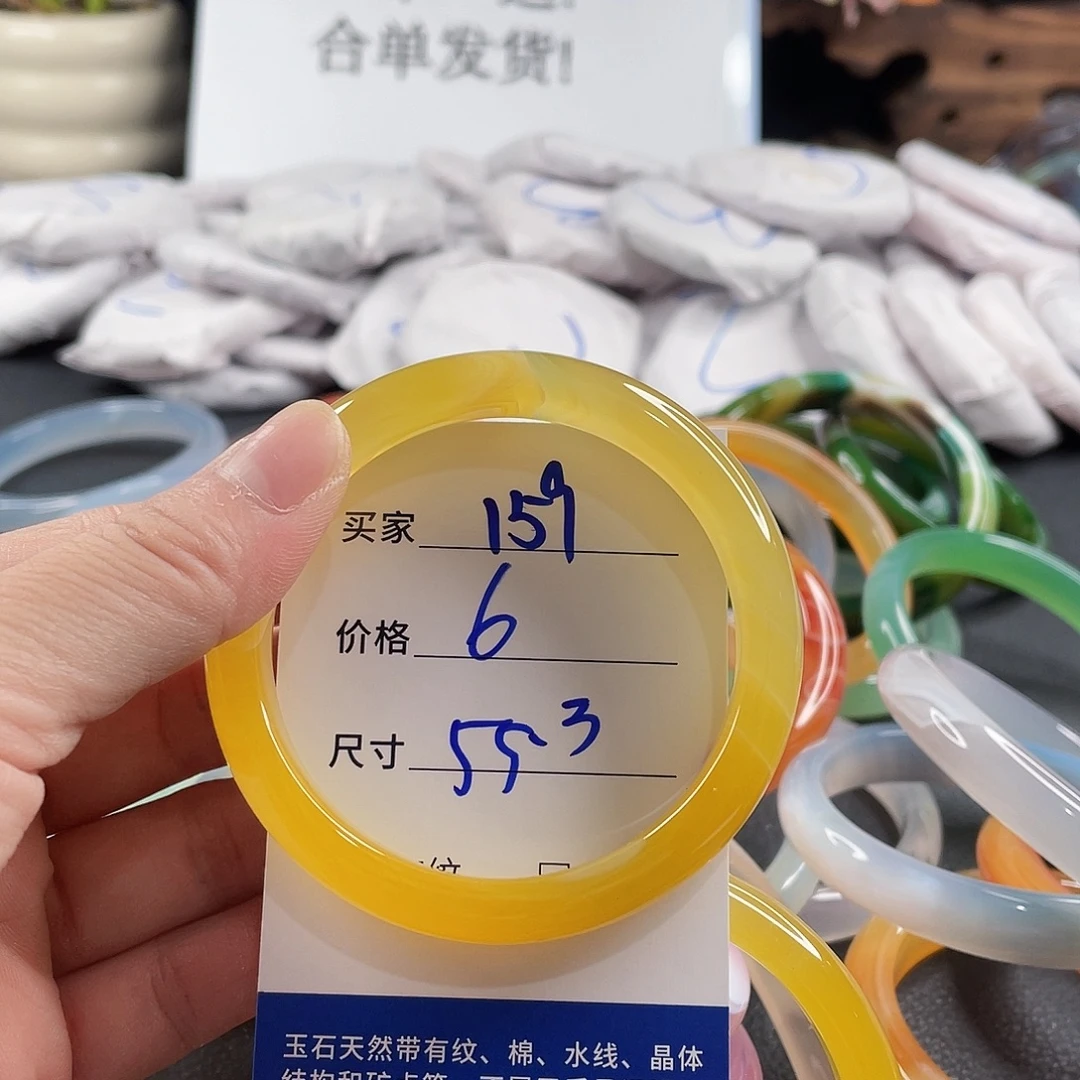 合单发货!
买家 159
价格 6
尺寸 55 3
纹
玉石天然带有纹、棉、水线、晶体